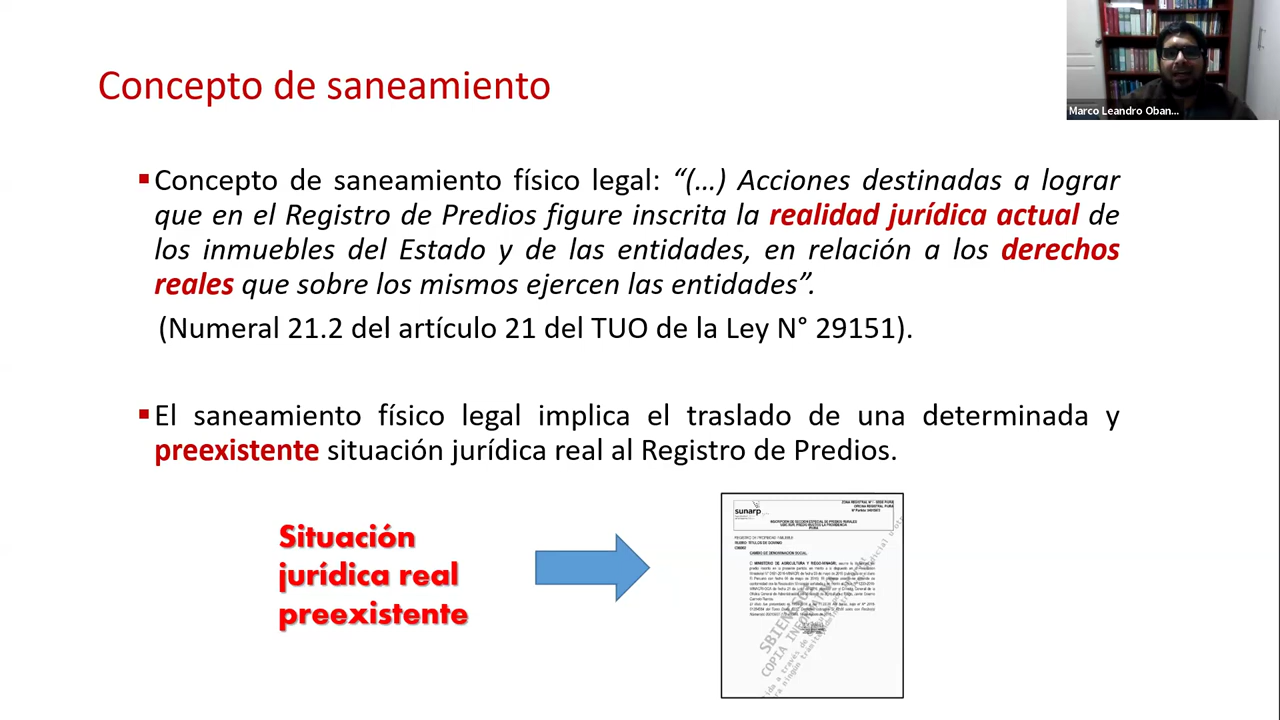 Marco Leandro Oban...
Concepto de saneamiento
▪Concepto de saneamiento físico legal: “(...) Acciones destinadas a lograr
que en el Registro de Predios figure inscrita la realidad jurídica actual de
los inmuebles del Estado y de las entidades, en relación a los derechos
reales que sobre los mismos ejercen las entidades”.
(Numeral 21.2 del artículo 21 del TUO de la Ley N° 29151).
▪El saneamiento físico legal implica el traslado de una determinada y
preexistente situación jurídica real al Registro de Predios.
Situación
jurídica real
preexistente
sunarp
CAMBIO DE DENOMINACIÓN SOCIAL